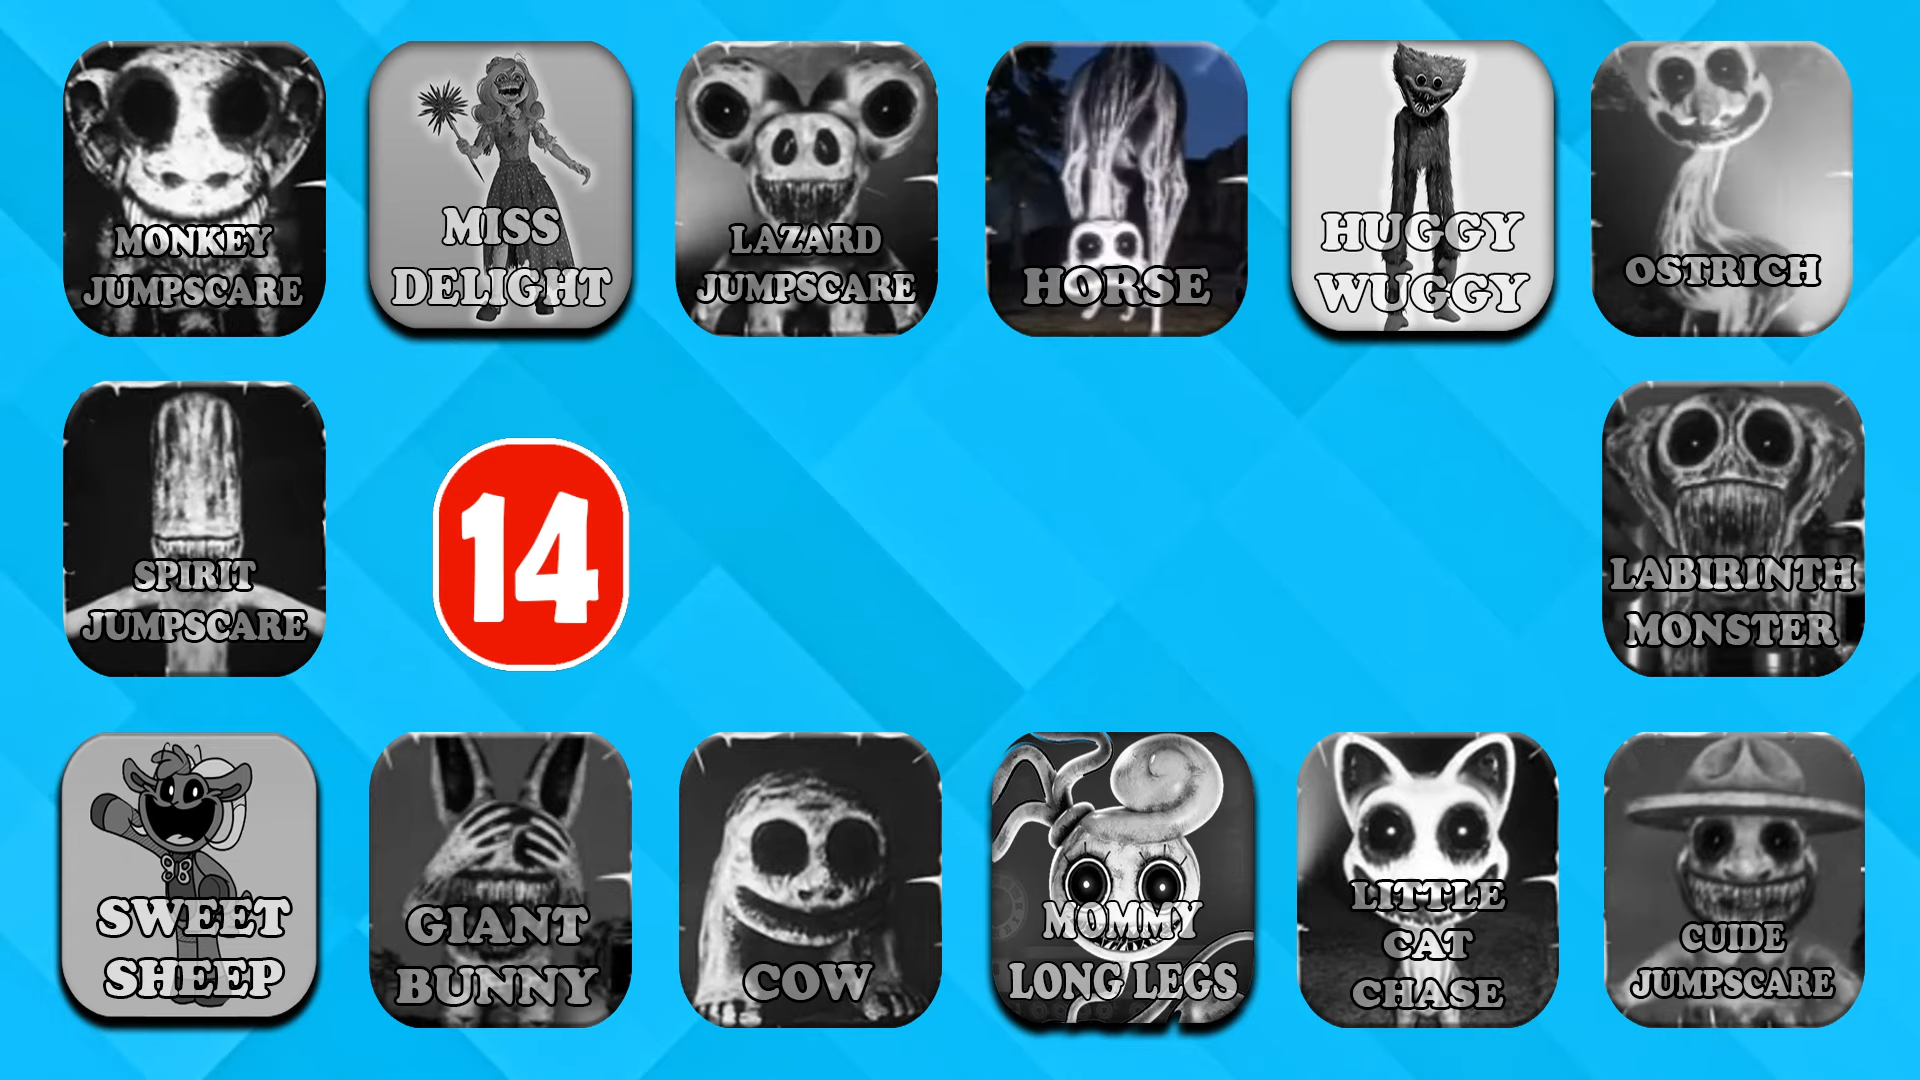 MONKEY
JUMPSCARE
MISS
DELIGHT
LAZARD
JUMPSCARE
HORSE
HUGGY
WUGGY
OSTRICH
SPIRIT
JUMPSCARE
14
LABIRINTH
MONSTER
SWEET
SHEEP
GIANT
BUNNY
COW
MOMMY
LONG LEGS
LITTLE
CAT
CHASE
CUIDE
JUMPSCARE